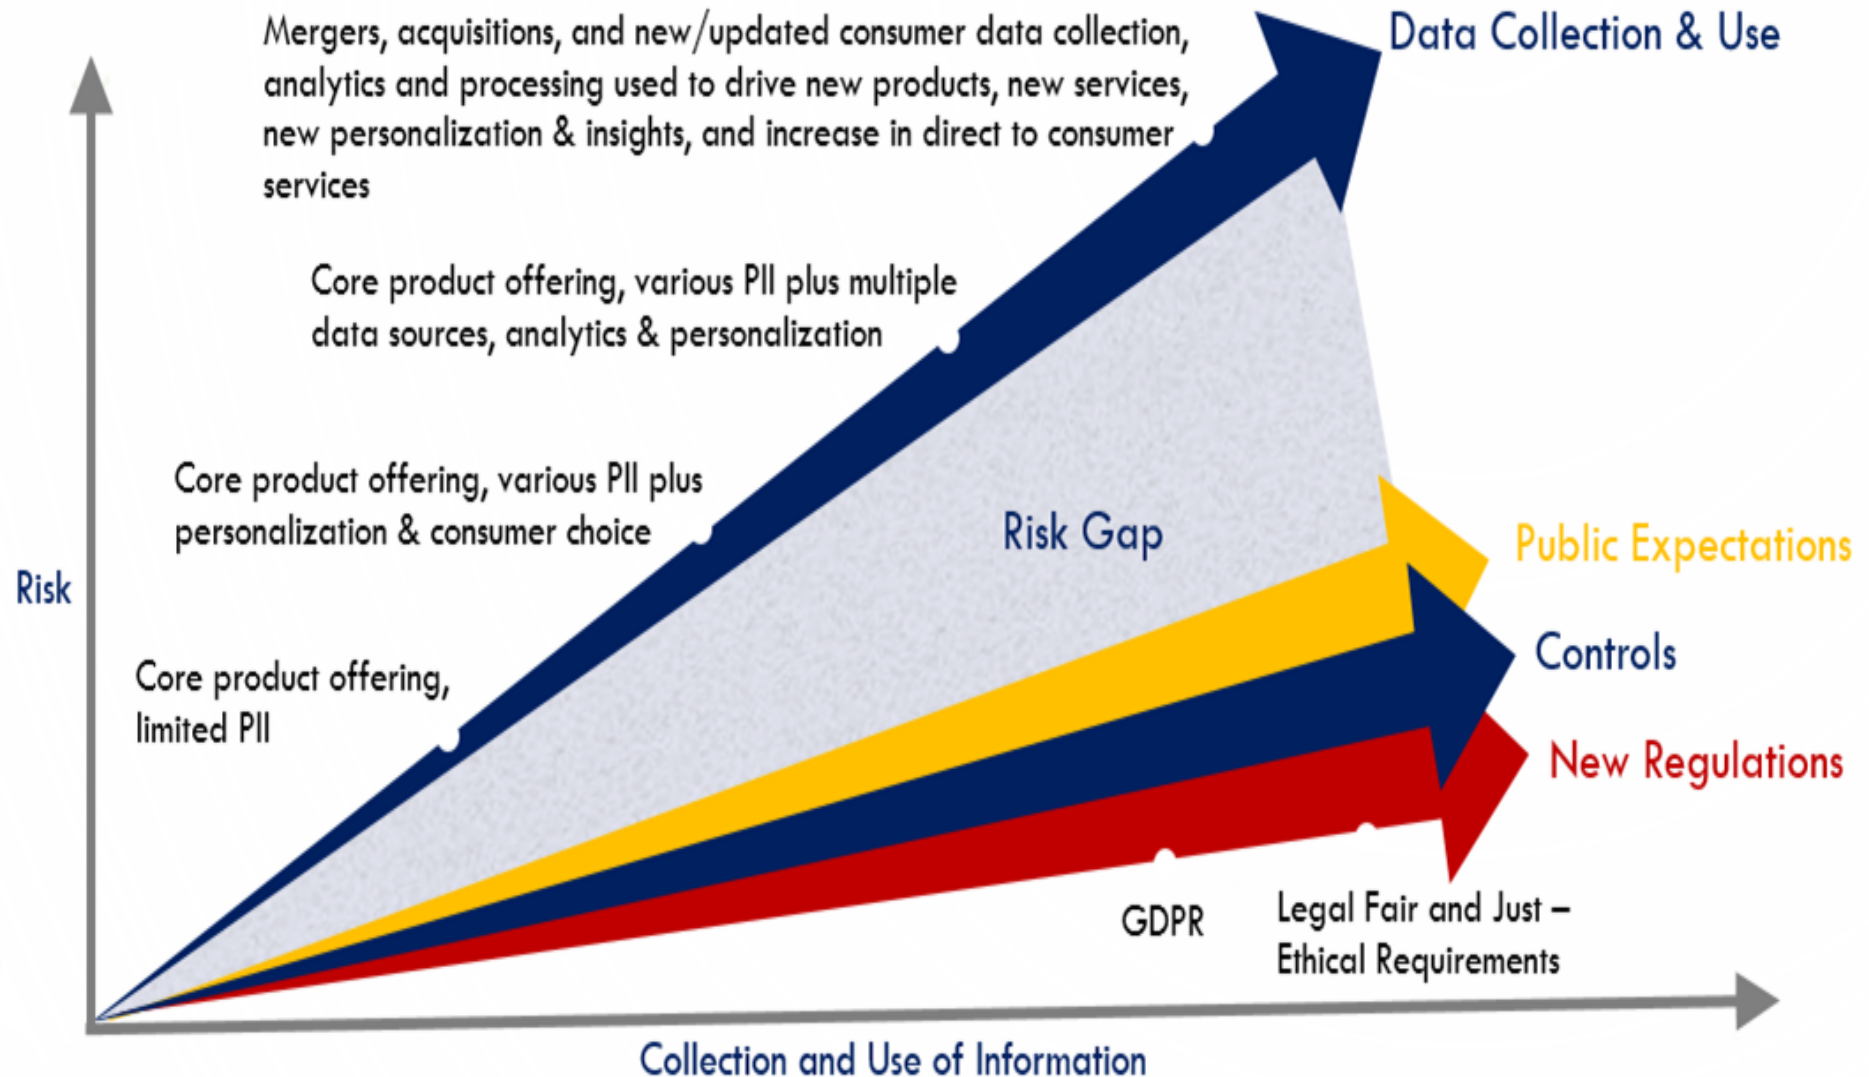 Mergers, acquisitions, and new/updated consumer data collection,
analytics and processing used to drive new products, new services,
new personalization & insights, and increase in direct to consumer
services
Data Collection & Use
Core product offering, various PII plus multiple
data sources, analytics & personalization
Core product offering, various PII plus
personalization & consumer choice
Risk Gap
Public Expectations
Risk
Controls
Core product offering,
limited PII
New Regulations
GDPR
Legal Fair and Just –
Ethical Requirements
Collection and Use of Information